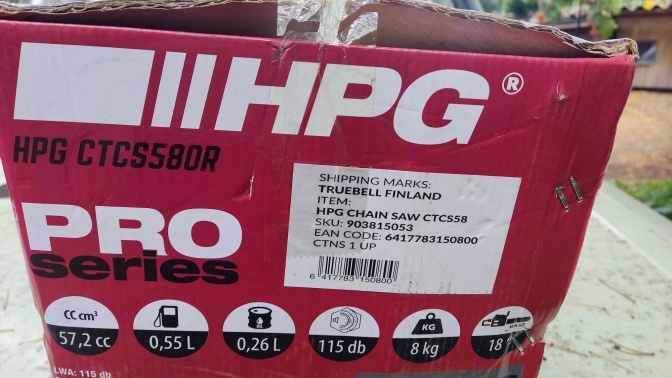 HPG®
HPG CTCS580R
SHIPPING MARKS:
TRUEBELL FINLAND
ITEM:
HPG CHAIN SAW CTCS58
SKU: 903815053
EAN CODE: 6417783150800
CTNS 1 UP
6 417783 150800
PRO
series
CC cm³
57,2 cc
0,55 L
0,26 L
115 db
KG
8 kg
18
LWA: 115 db